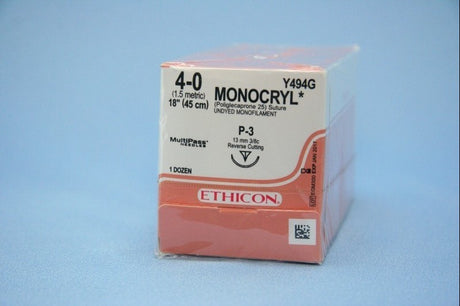 4-0
(1.5 metric)
18" (45 cm)
Y494G
MONOCRYL*
(Poliglecaprone 25) Suture
UNDYED MONOFILAMENT
P-3
13 mm 3/8c
Reverse Cutting
MultiPass*
NEEDLES
1 DOZEN
ETHICON